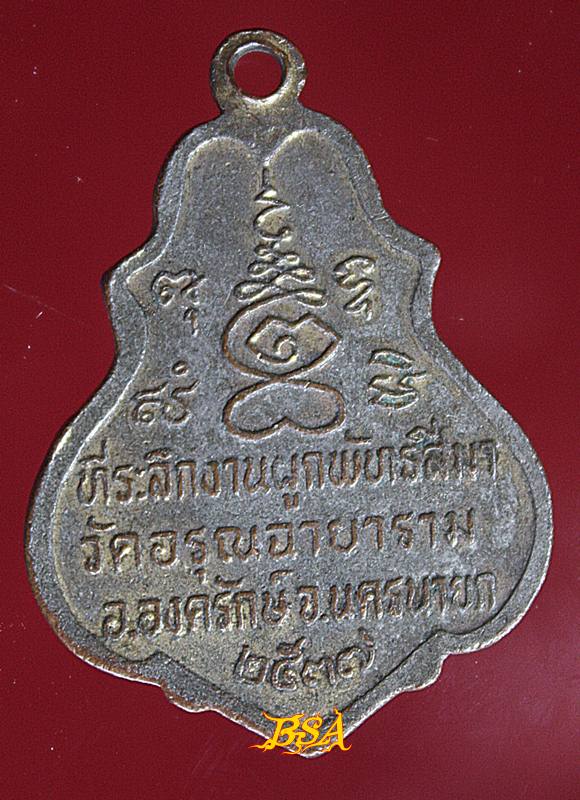 ที่ระลึกงานผูกพัทธสีมา
วัดอรุณฉายาราม
อ.องครักษ์ จ.นครนายก
๒๕๓๗
BSA